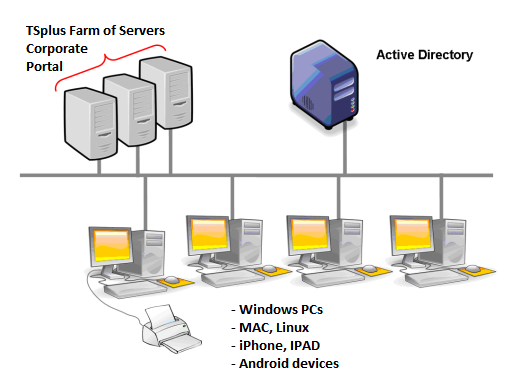 TSplus Farm of Servers
Corporate
Portal
Active Directory
- Windows PCs
- MAC, Linux
- iPhone, IPAD
- Android devices